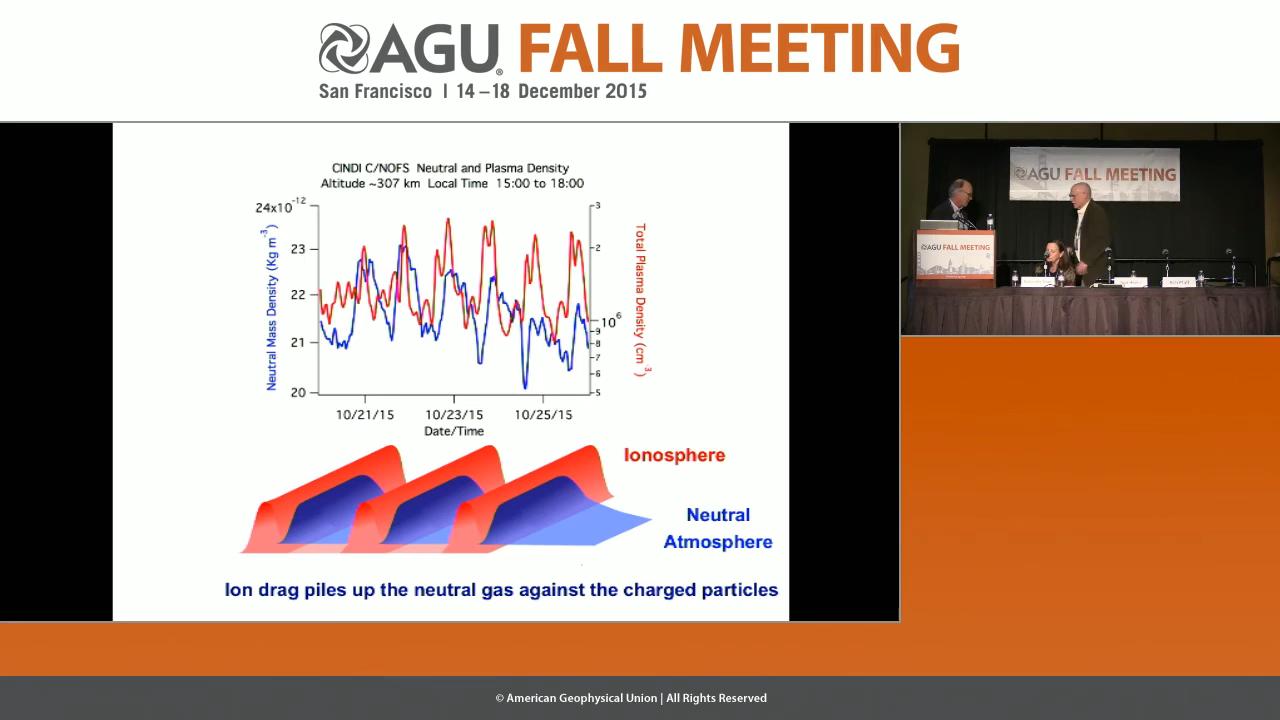 AGU® FALL MEETING
San Francisco | 14 – 18 December 2015
CINDI C/NOFS Neutral and Plasma Density
Altitude ~307 km Local Time 15:00 to 18:00
24x10⁻¹²
23
22
21
20
Neutral Mass Density (Kg m⁻³)
3
2
10⁶
9
8
7
6
5
Total Plasma Density (cm⁻³)
10/21/15
10/23/15
10/25/15
Date/Time
Ionosphere
Neutral
Atmosphere
Ion drag piles up the neutral gas against the charged particles
AGU FALL MEETING
AGU FALL MEETING
© American Geophysical Union | All Rights Reserved